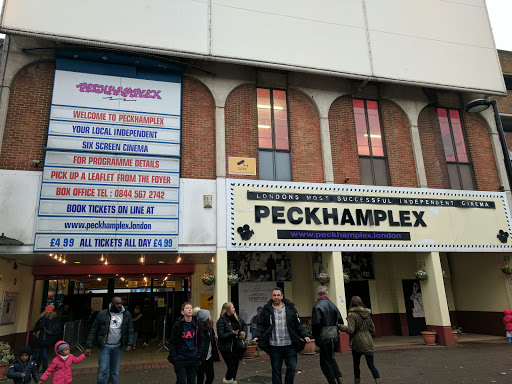 PECKHAMPLEX
WELCOME TO PECKHAMPLEX
YOUR LOCAL INDEPENDENT
SIX SCREEN CINEMA
FOR PROGRAMME DETAILS
PICK UP A LEAFLET FROM THE FOYER
BOX OFFICE TEL : 0844 567 2742
BOOK TICKETS ON LINE AT
www.peckhamplex.london
£4.99 ALL TICKETS ALL DAY £4.99
LONDONS MOST SUCCESSFUL INDEPENDENT CINEMA
PECKHAMPLEX
www.peckhamplex.london